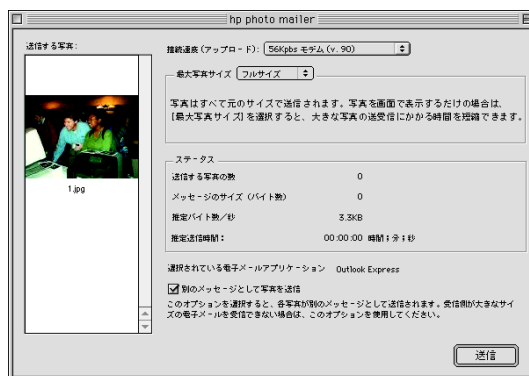 hp photo mailer
送信する写真:
1.jpg
接続速度(アップロード): 56Kpbs モデム(v. 90)
最大写真サイズ フルサイズ
写真はすべて元のサイズで送信されます。写真を画面で表示するだけの場合は、
[最大写真サイズ]を選択すると、大きな写真の送受信にかかる時間を短縮できます。
ステータス
送信する写真の数 0
メッセージのサイズ(バイト数) 0
推定バイト数/秒 3.3KB
推定送信時間: 00:00:00 時間:分:秒
選択されている電子メールアプリケーション Outlook Express
別のメッセージとして写真を送信
このオプションを選択すると、各写真が別のメッセージとして送信されます。受信側が大きなサイ
ズの電子メールを受信できない場合は、このオプションを使用してください。
送信